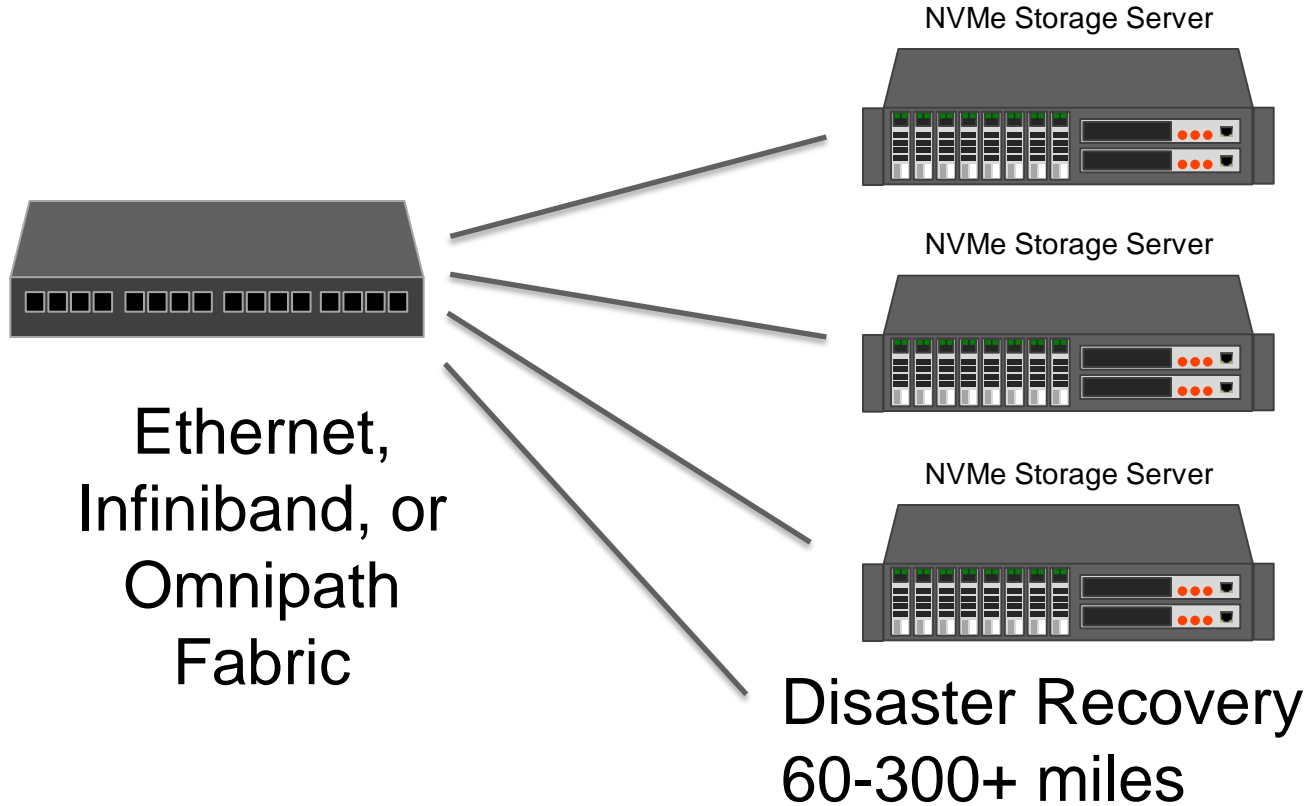 NVMe Storage Server
NVMe Storage Server
Ethernet,
Infiniband, or
Omnipath
Fabric
NVMe Storage Server
Disaster Recovery
60-300+ miles